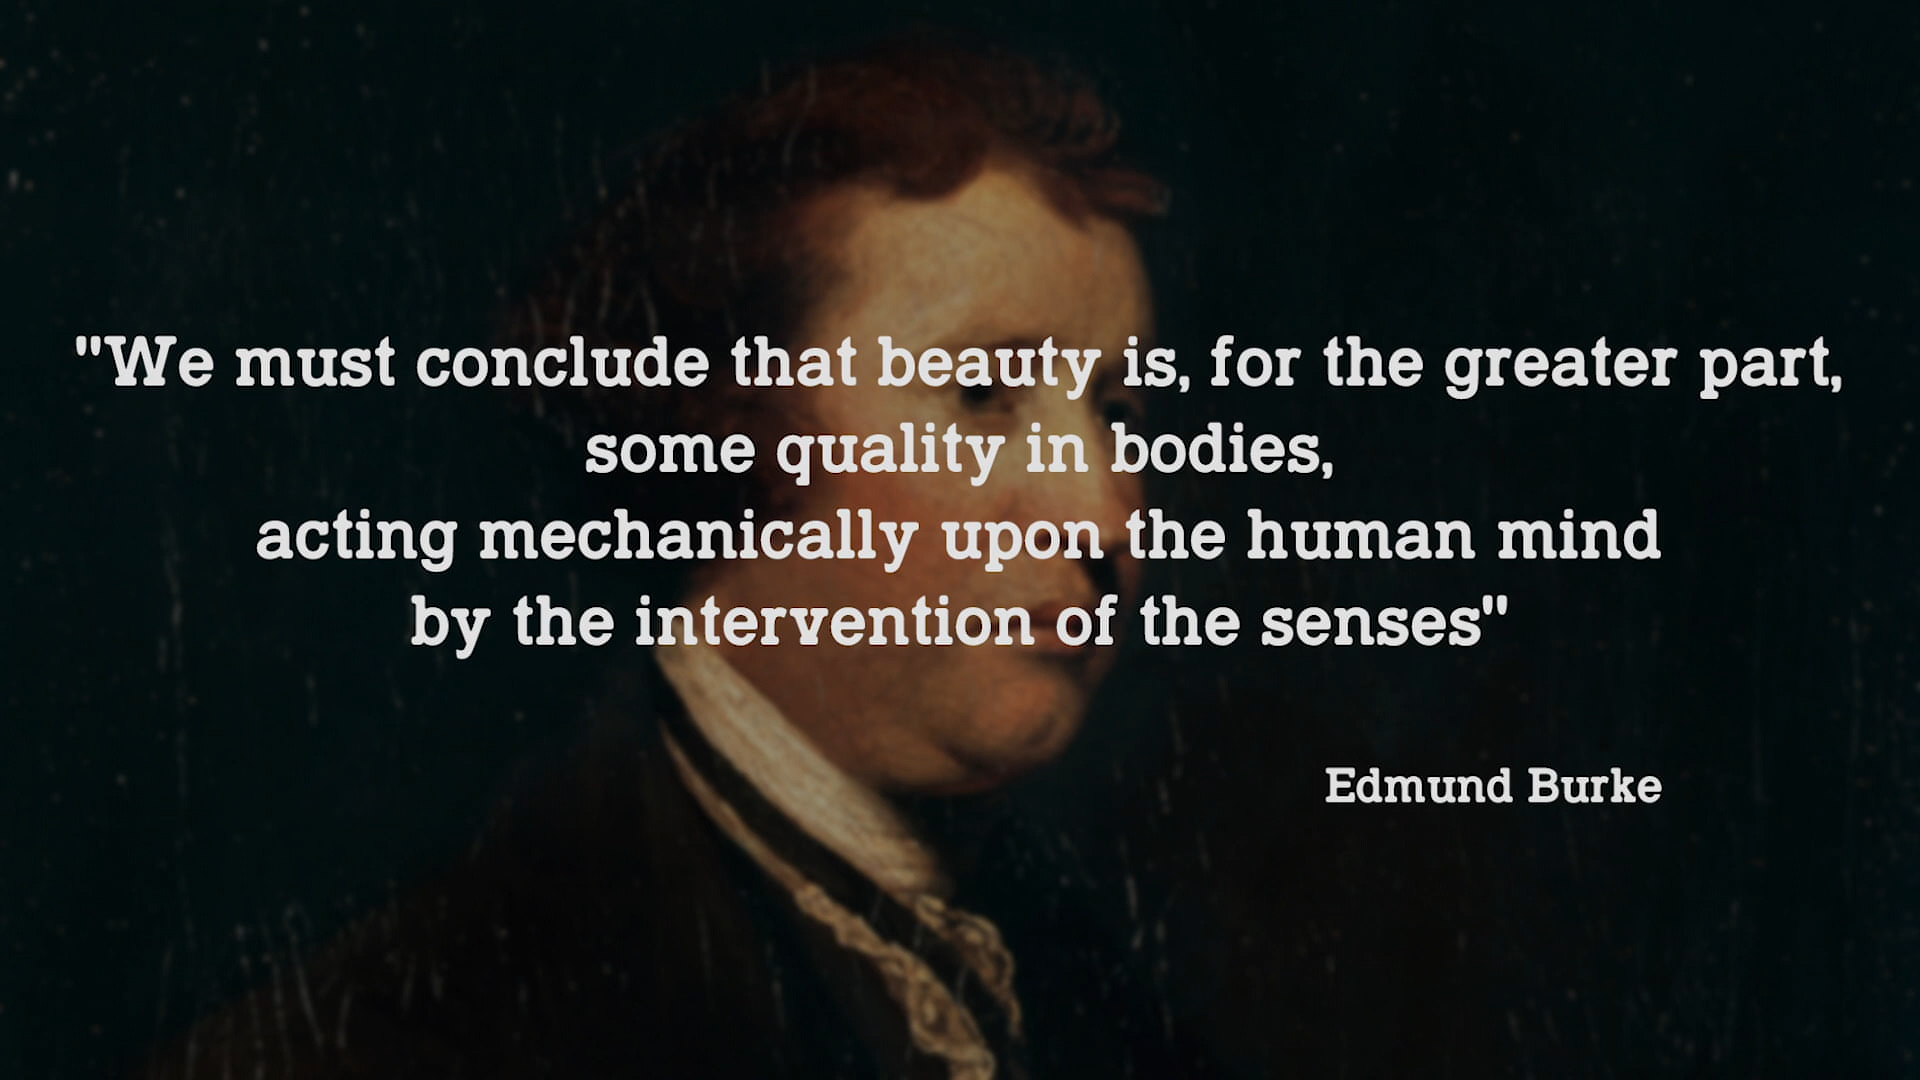 "We must conclude that beauty is, for the greater part,
some quality in bodies,
acting mechanically upon the human mind
by the intervention of the senses"
Edmund Burke